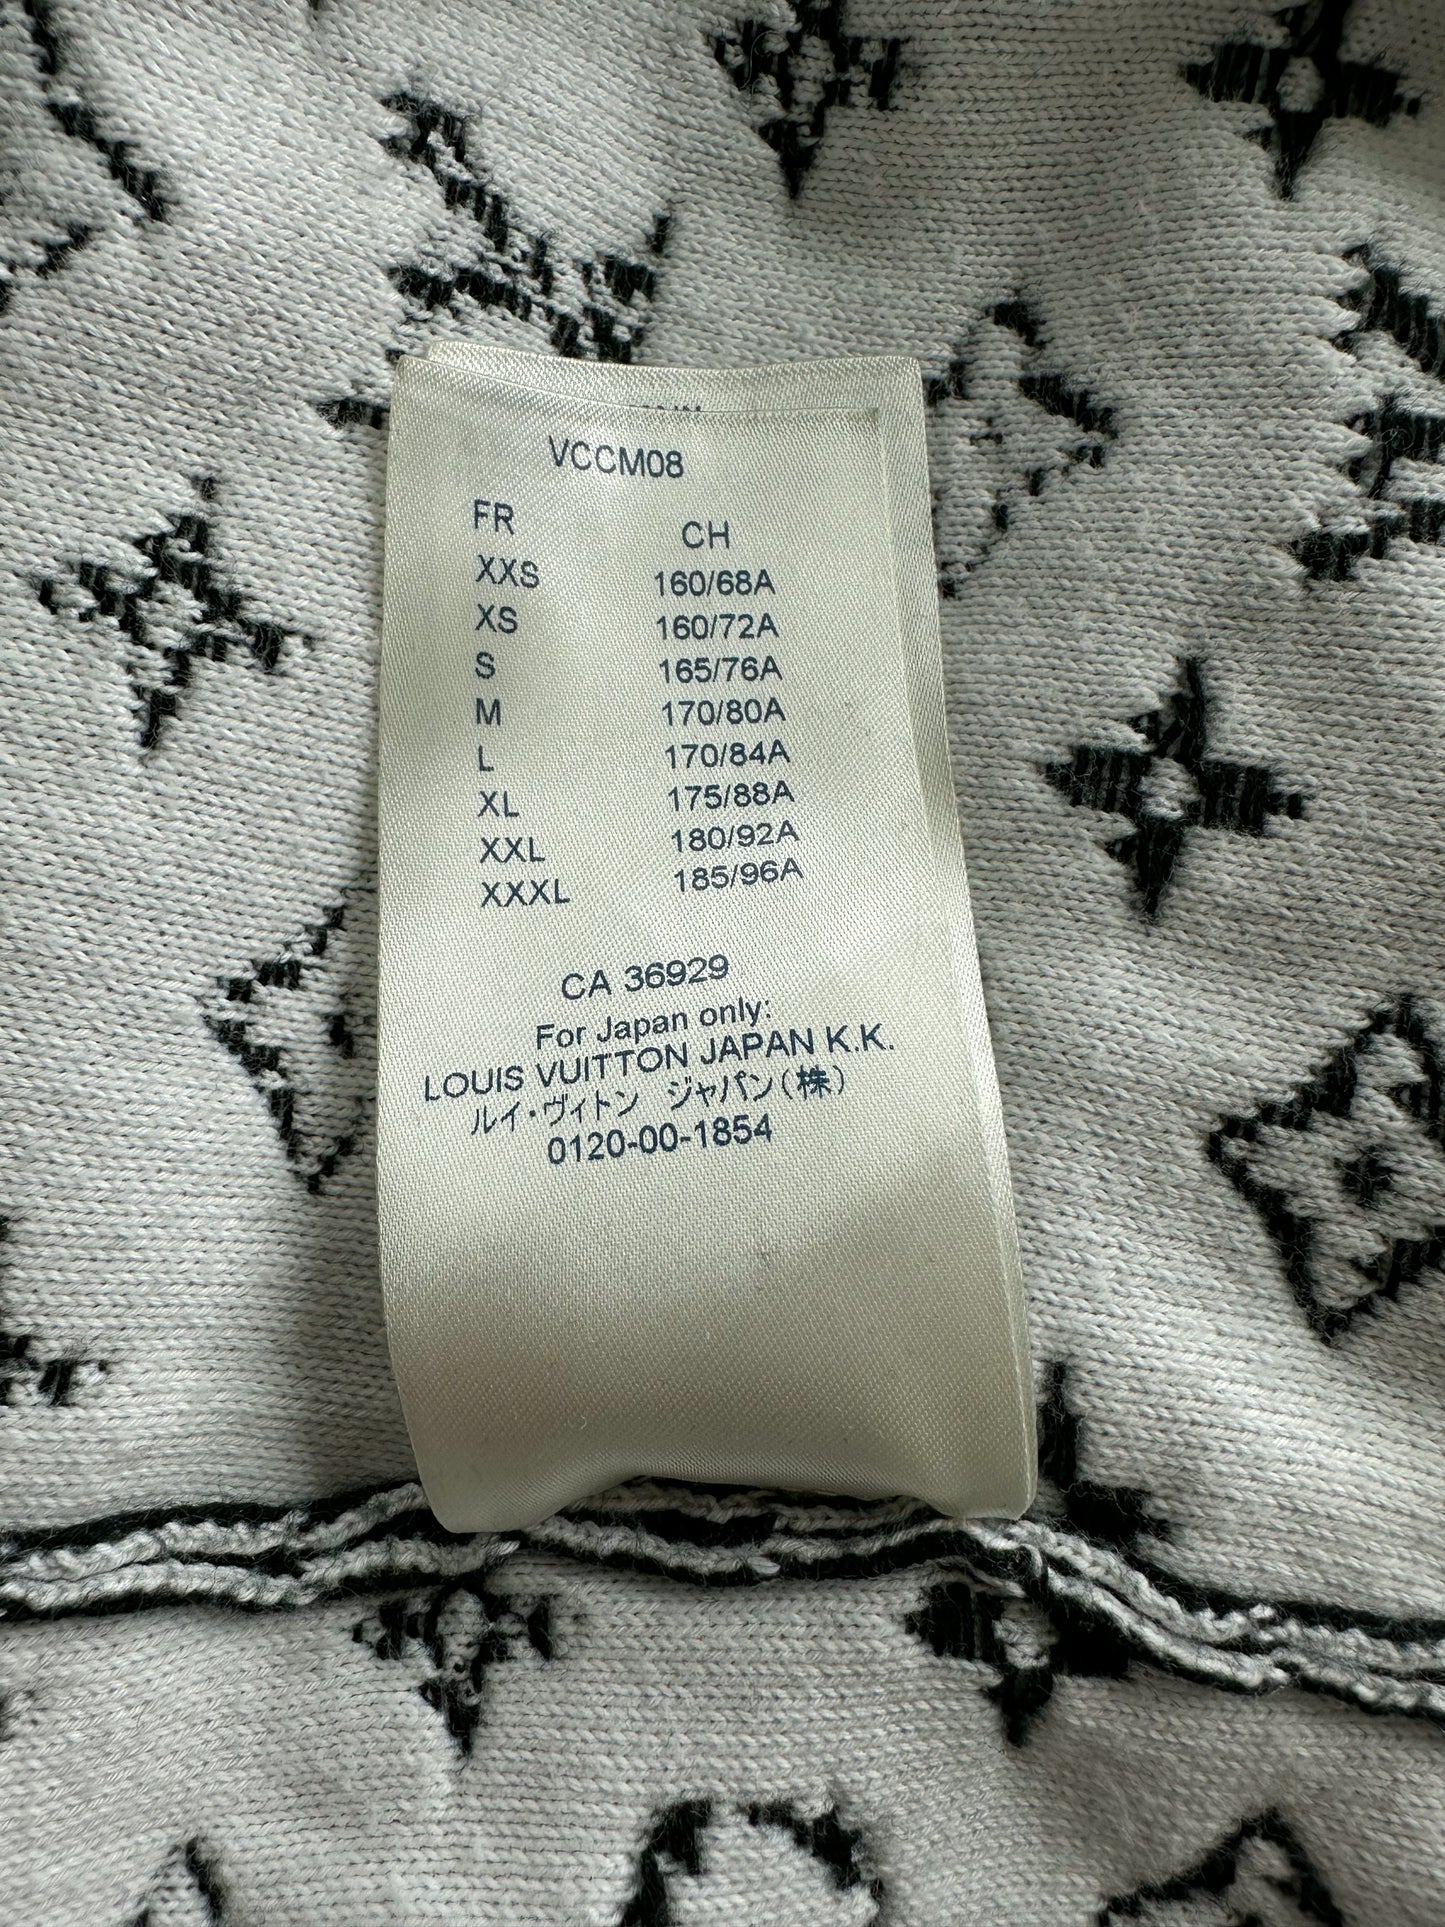 VCCM08
FR CH
XXS 160/68A
XS 160/72A
S 165/76A
M 170/80A
L 170/84A
XL 175/88A
XXL 180/92A
XXXL 185/96A
CA 36929
For Japan only:
LOUIS VUITTON JAPAN K.K.
ルイ・ヴィトン ジャパン(株)
0120-00-1854